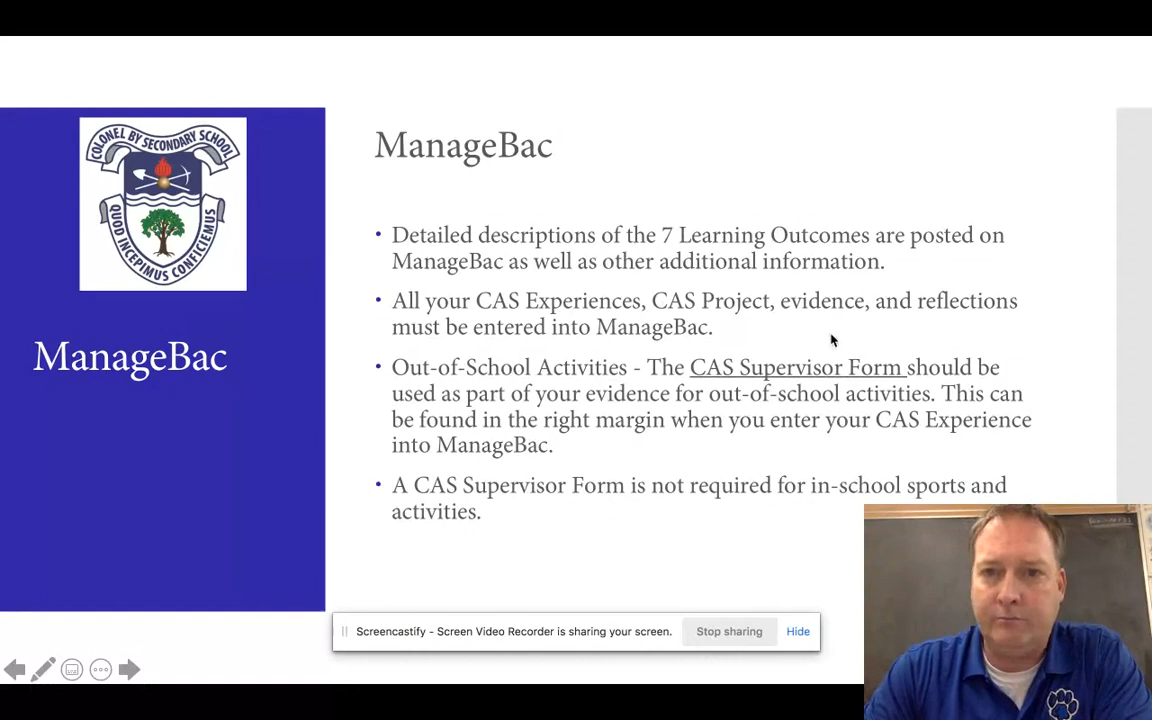 COLONEL BY SECONDARY SCHOOL
QUOD INCEPIMUS CONFICIEMUS
ManageBac
ManageBac
• Detailed descriptions of the 7 Learning Outcomes are posted on
ManageBac as well as other additional information.
• All your CAS Experiences, CAS Project, evidence, and reflections
must be entered into ManageBac.
• Out-of-School Activities - The CAS Supervisor Form should be
used as part of your evidence for out-of-school activities. This can
be found in the right margin when you enter your CAS Experience
into ManageBac.
• A CAS Supervisor Form is not required for in-school sports and
activities.
Screencastify - Screen Video Recorder is sharing your screen.
Stop sharing
Hide